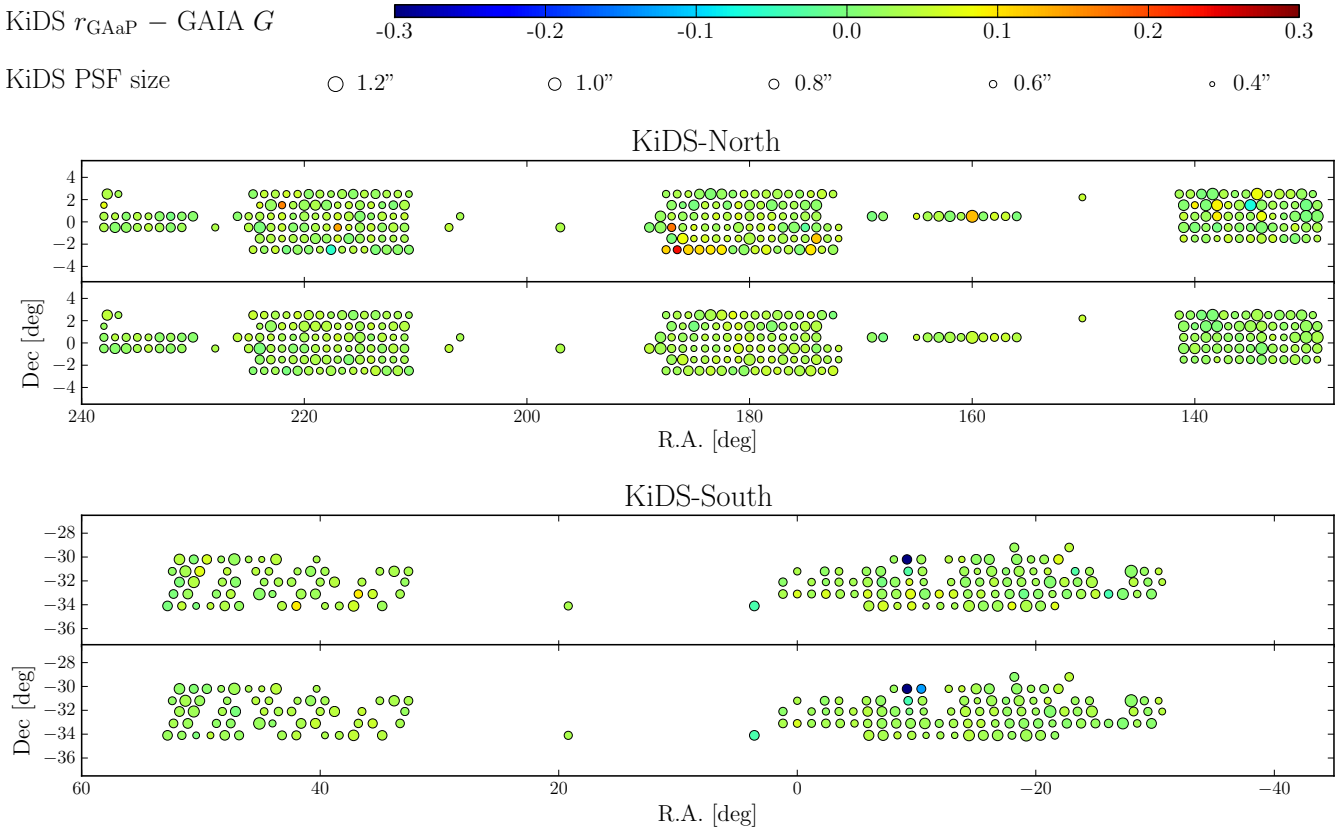 KiDS r_GAaP − GAIA G
-0.3 -0.2 -0.1 0.0 0.1 0.2 0.3
KiDS PSF size 1.2” 1.0” 0.8” 0.6” 0.4”
KiDS-North
4
2
0
−2
−4
4
2
0
−2
−4
Dec [deg]
240 220 200 180 160 140
R.A. [deg]
KiDS-South
−28
−30
−32
−34
−36
−28
−30
−32
−34
−36
Dec [deg]
60 40 20 0 −20 −40
R.A. [deg]